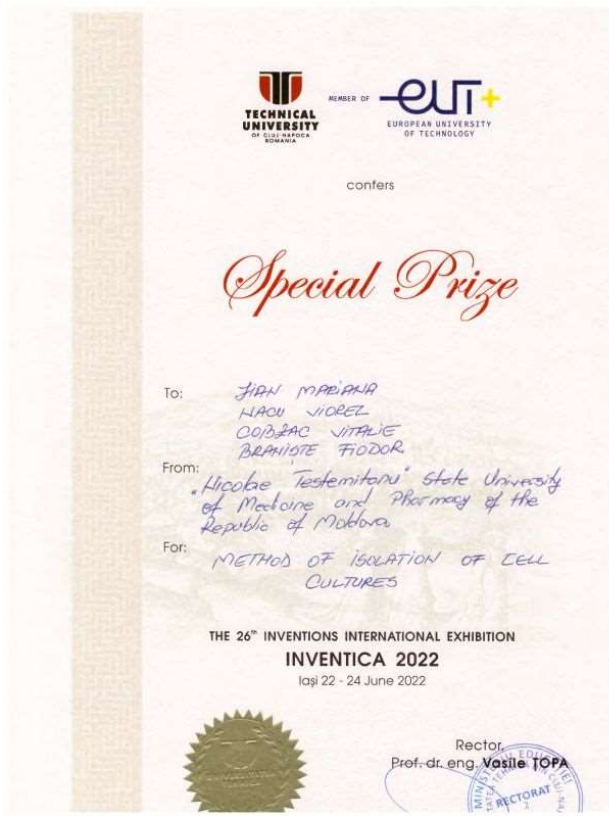 TECHNICAL
UNIVERSITY
OF CLUJ-NAPOCA
ROMANIA
MEMBER OF
EUT+
EUROPEAN UNIVERSITY
OF TECHNOLOGY
confers
Special Prize
To: JIAN MARIANA
NACU VIOREL
COBZAC VITALIE
BRANIȘTE FIODOR
From:
"Nicolae Testemitanu" State University
of Medicine and Pharmacy of the
Republic of Moldova
For: METHOD OF ISOLATION OF CELL
CULTURES
THE 26th INVENTIONS INTERNATIONAL EXHIBITION
INVENTICA 2022
Iași 22 - 24 June 2022
Rector,
Prof. dr. eng. Vasile ȚOPA
RECTORAT
2